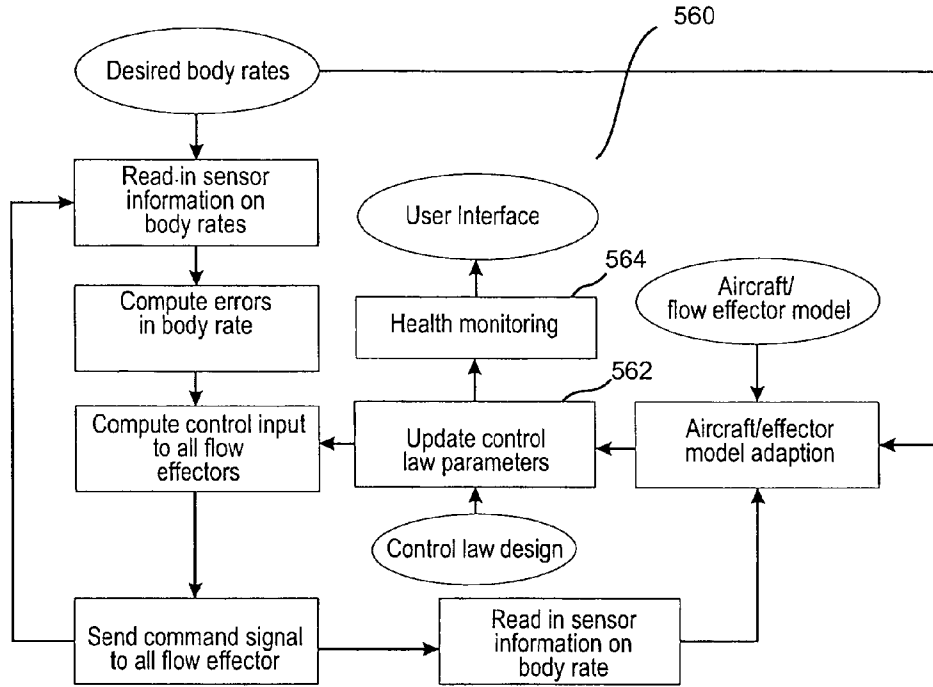 560
Desired body rates
Read-in sensor
information on
body rates
User Interface
564
Compute errors
in body rate
Health monitoring
Aircraft/
flow effector model
562
Compute control input
to all flow
effectors
Update control
law parameters
Aircraft/effector
model adaption
Control law design
Send command signal
to all flow effector
Read in sensor
information on
body rate